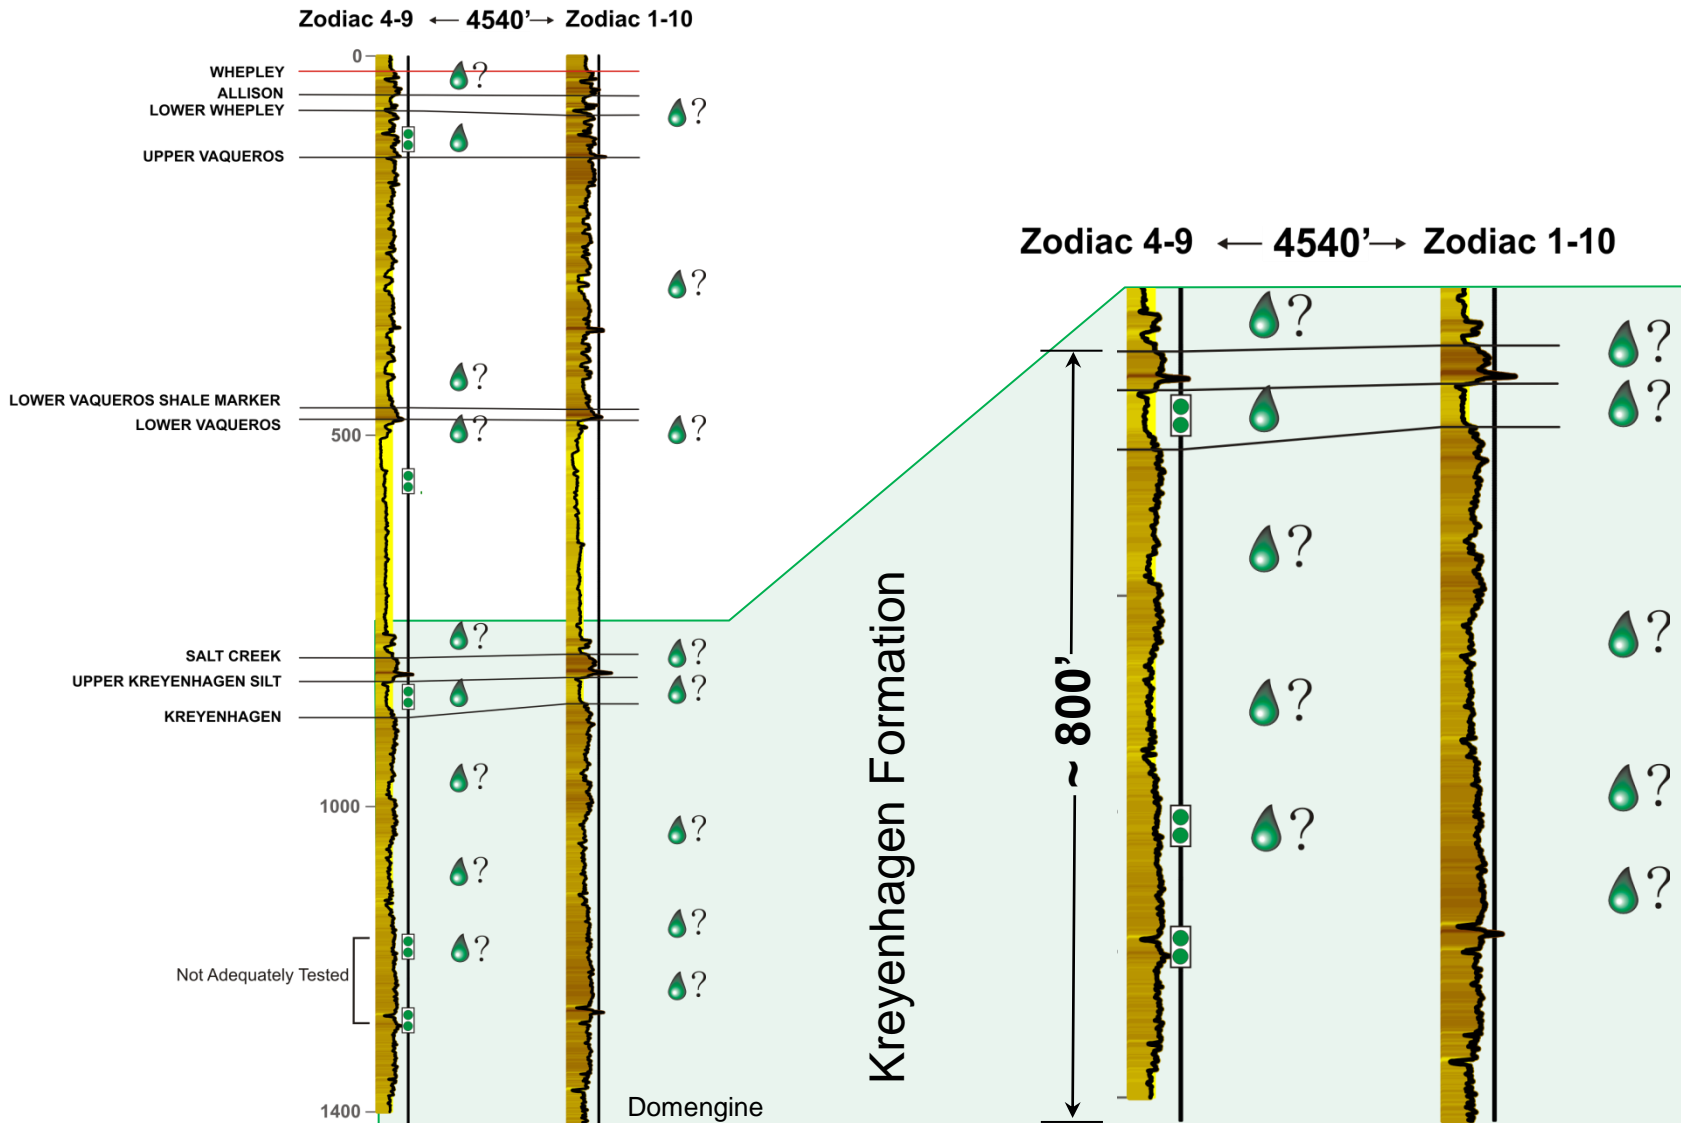 Zodiac 4-9 ← 4540’→ Zodiac 1-10
0
WHEPLEY
?
ALLISON
LOWER WHEPLEY
?
UPPER VAQUEROS
?
?
LOWER VAQUEROS SHALE MARKER
LOWER VAQUEROS
? ?
500
?
SALT CREEK
?
UPPER KREYENHAGEN SILT
?
KREYENHAGEN
?
1000
?
?
?
?
Not Adequately Tested
?
1400
Domengine
Zodiac 4-9 ← 4540’→ Zodiac 1-10
?
?
?
?
?
?
?
?
?
~ 800’
Kreyenhagen Formation